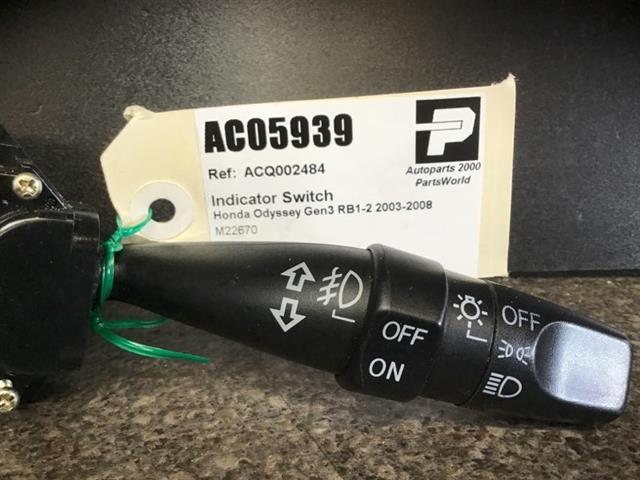 AC05939
Ref: ACQ002484
Autoparts 2000
PartsWorld
Indicator Switch
Honda Odyssey Gen3 RB1-2 2003-2008
M22670
OFF
ON
OFF